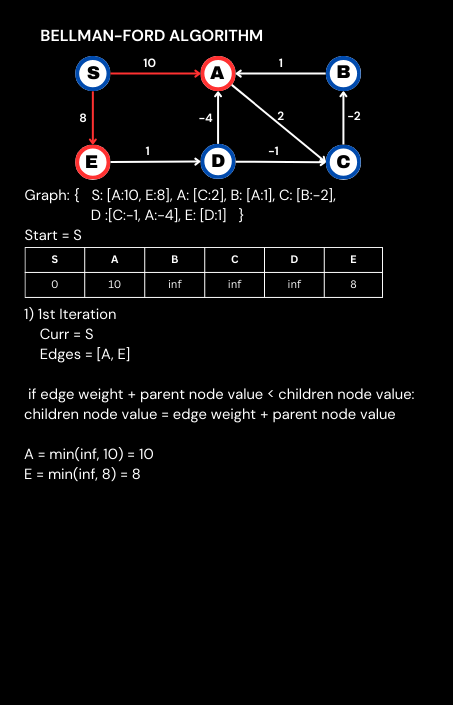 BELLMAN-FORD ALGORITHM
10
1
S
A
B
8
-4
2
-2
1
-1
E
D
C
Graph: { S: [A:10, E:8], A: [C:2], B: [A:1], C: [B:-2],
D :[C:-1, A:-4], E: [D:1] }
Start = S
S A B C D E
0 10 inf inf inf 8
1) 1st Iteration
Curr = S
Edges = [A, E]
if edge weight + parent node value < children node value:
children node value = edge weight + parent node value
A = min(inf, 10) = 10
E = min(inf, 8) = 8